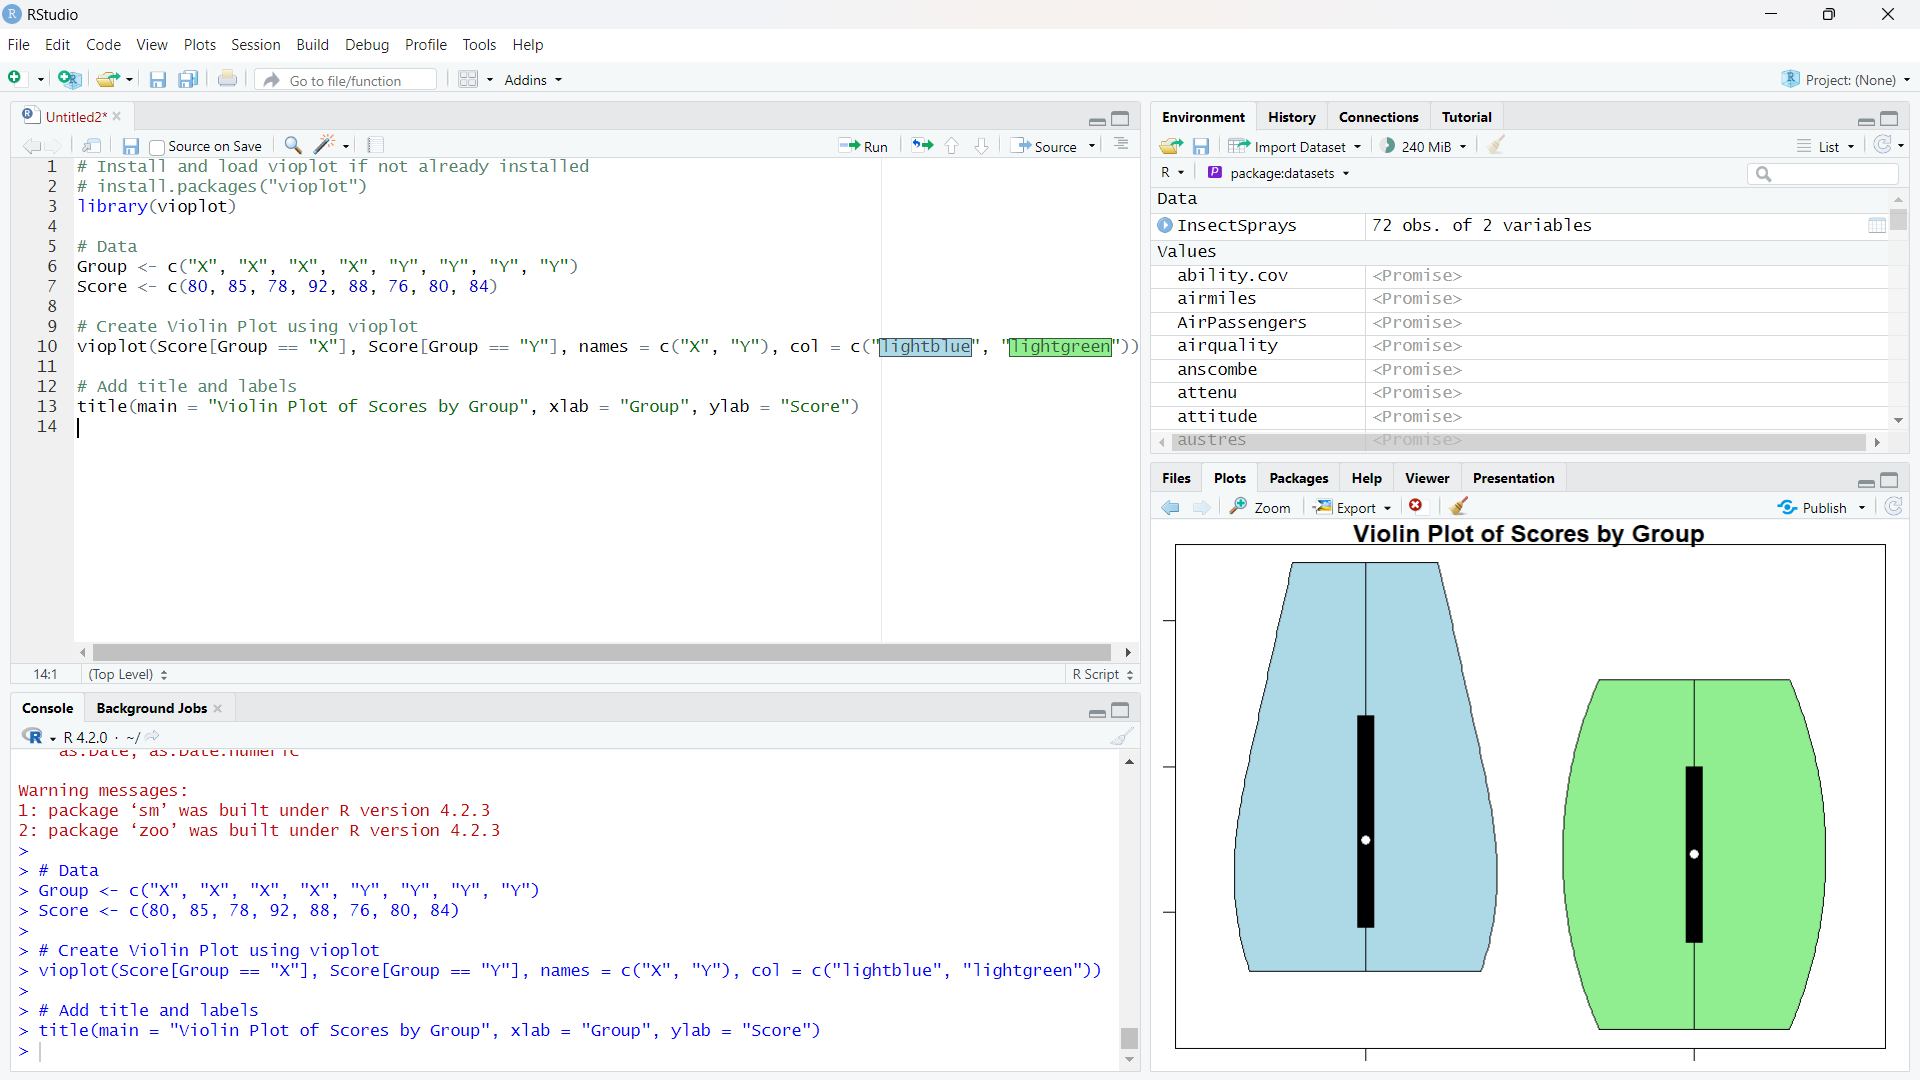 RStudio
File Edit Code View Plots Session Build Debug Profile Tools Help
Go to file/function Addins Project: (None)
Untitled2*
Source on Save Run Source
1 # Install and load vioplot if not already installed
2 # install.packages("vioplot")
3 library(vioplot)
4
5 # Data
6 Group <- c("X", "X", "X", "X", "Y", "Y", "Y", "Y")
7 Score <- c(80, 85, 78, 92, 88, 76, 80, 84)
8
9 # Create Violin Plot using vioplot
10 vioplot(Score[Group == "X"], Score[Group == "Y"], names = c("X", "Y"), col = c("lightblue", "lightgreen"))
11
12 # Add title and labels
13 title(main = "Violin Plot of Scores by Group", xlab = "Group", ylab = "Score")
14
14:1 (Top Level) R Script
Console Background Jobs
R 4.2.0 · ~/
as.Date, as.Date.numeric
Warning messages:
1: package ‘sm’ was built under R version 4.2.3
2: package ‘zoo’ was built under R version 4.2.3
>
> # Data
> Group <- c("X", "X", "X", "X", "Y", "Y", "Y", "Y")
> Score <- c(80, 85, 78, 92, 88, 76, 80, 84)
>
> # Create Violin Plot using vioplot
> vioplot(Score[Group == "X"], Score[Group == "Y"], names = c("X", "Y"), col = c("lightblue", "lightgreen"))
>
> # Add title and labels
> title(main = "Violin Plot of Scores by Group", xlab = "Group", ylab = "Score")
>
Environment History Connections Tutorial
Import Dataset 240 MiB List
R package:datasets
Data
InsectSprays 72 obs. of 2 variables
Values
ability.cov <Promise>
airmiles <Promise>
AirPassengers <Promise>
airquality <Promise>
anscombe <Promise>
attenu <Promise>
attitude <Promise>
austres <Promise>
Files Plots Packages Help Viewer Presentation
Zoom Export Publish
Violin Plot of Scores by Group